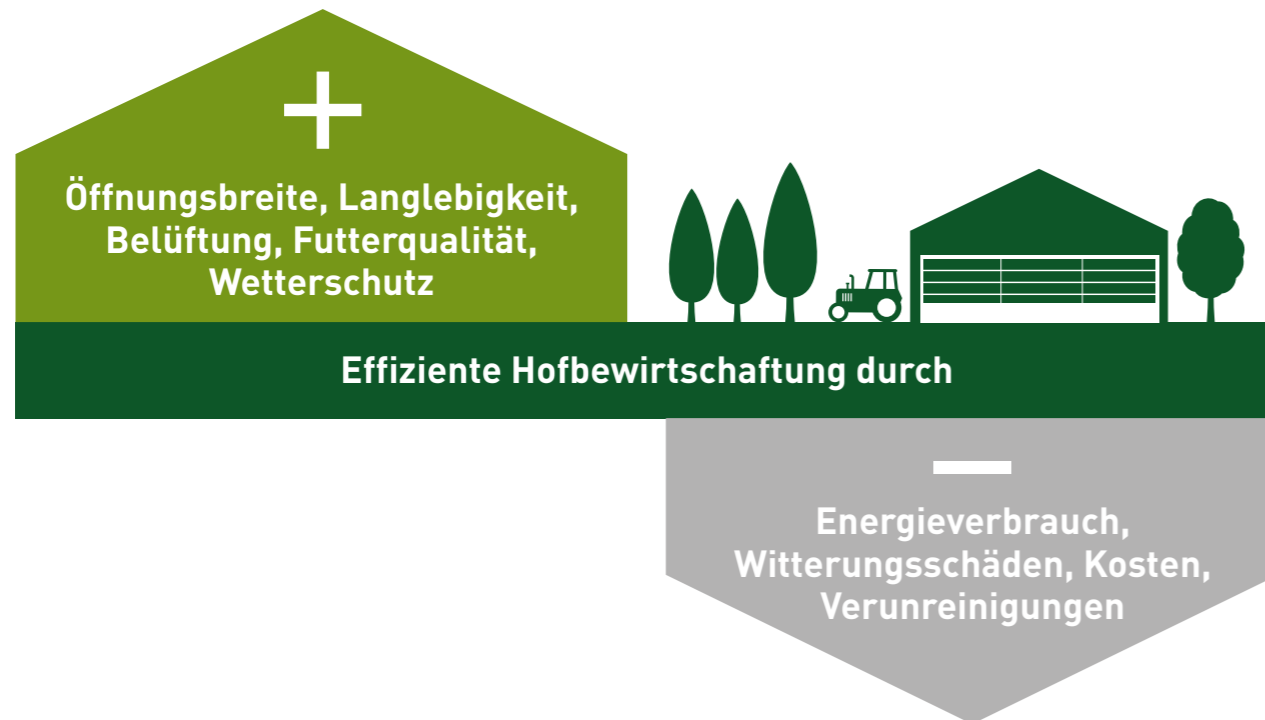 +
Öffnungsbreite, Langlebigkeit,
Belüftung, Futterqualität,
Wetterschutz
Effiziente Hofbewirtschaftung durch
—
Energieverbrauch,
Witterungsschäden, Kosten,
Verunreinigungen